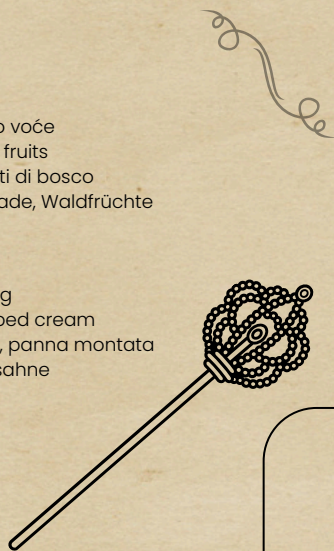 voće
fruits
ti di bosco
ade, Waldfrüchte
g
ped cream
, panna montata
sahne